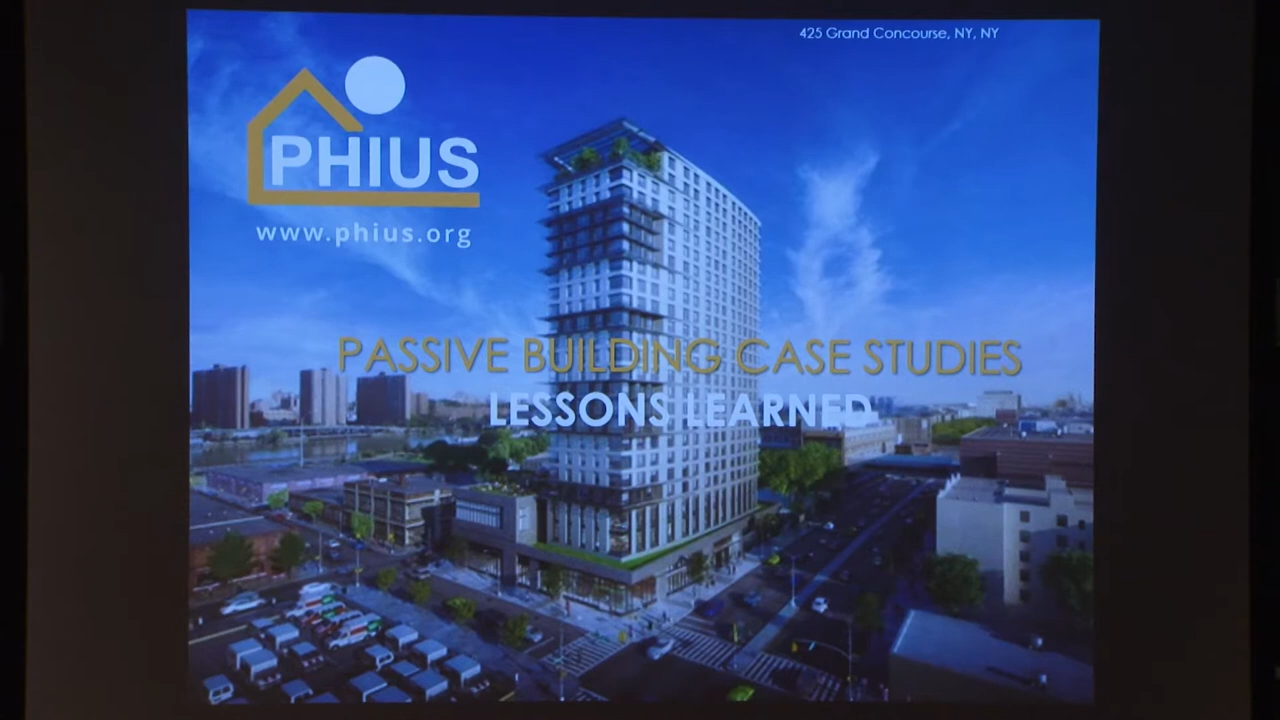 425 Grand Concourse, NY, NY
PHIUS
www.phius.org
PASSIVE BUILDING CASE STUDIES
LESSONS LEARNED